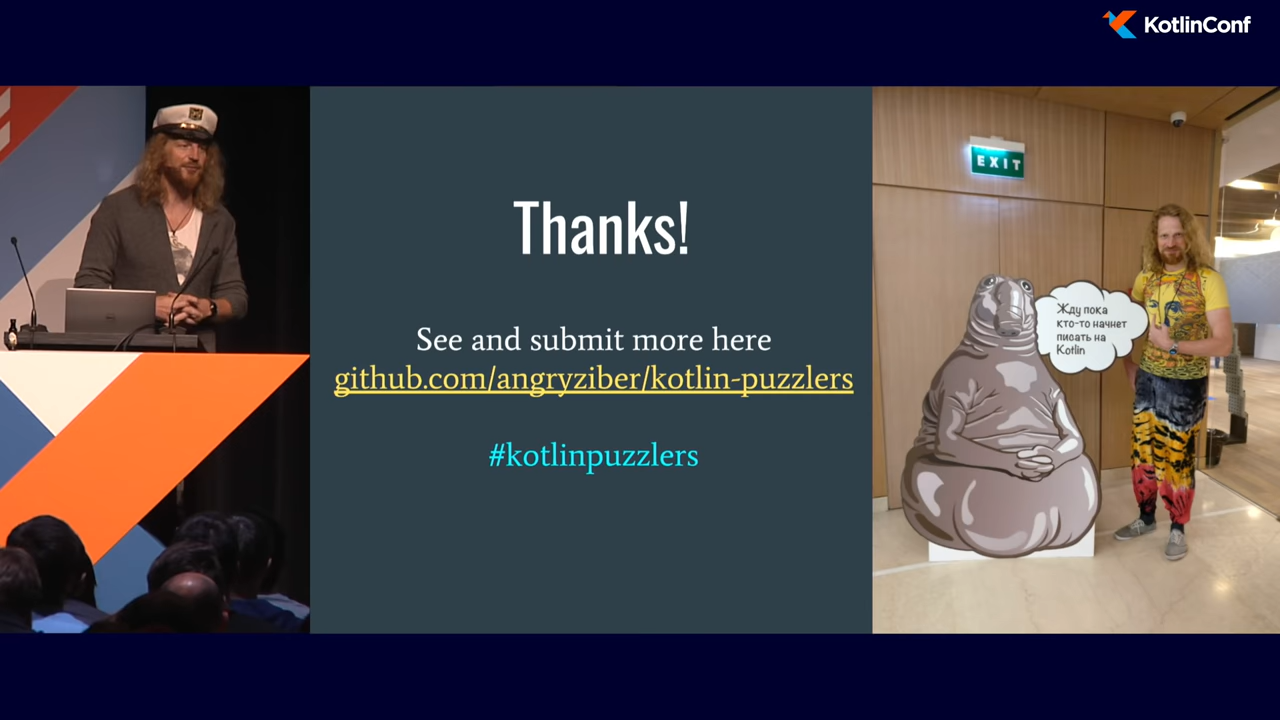 KotlinConf
Thanks!
See and submit more here
github.com/angryziber/kotlin-puzzlers
#kotlinpuzzlers
EXIT
Жду пока
кто-то начнет
писать на
Kotlin